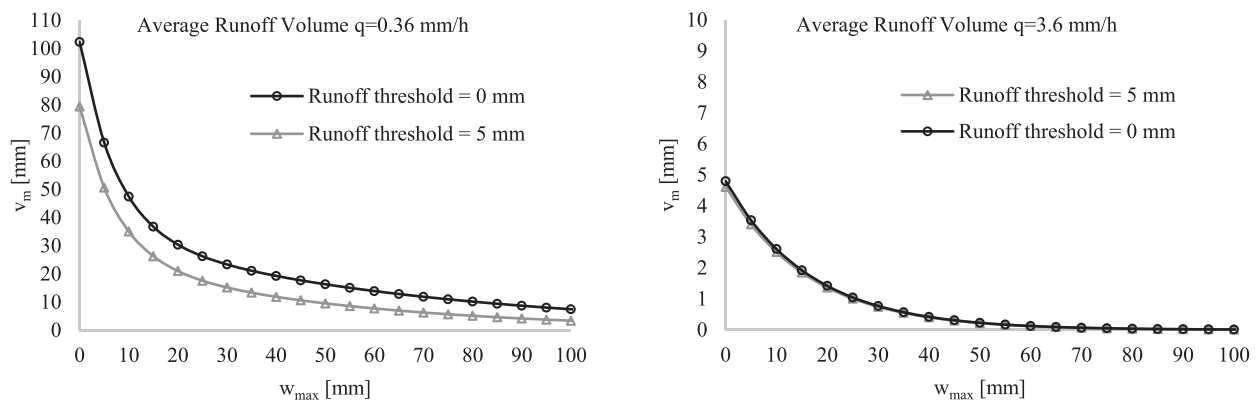 Average Runoff Volume q=0.36 mm/h
110
100
90
80
70
60
50
40
30
20
10
0
v_m [mm]
Runoff threshold = 0 mm
Runoff threshold = 5 mm
0 10 20 30 40 50 60 70 80 90 100
w_max [mm]
Average Runoff Volume q=3.6 mm/h
10
9
8
7
6
5
4
3
2
1
0
v_m [mm]
Runoff threshold = 5 mm
Runoff threshold = 0 mm
0 10 20 30 40 50 60 70 80 90 100
w_max [mm]